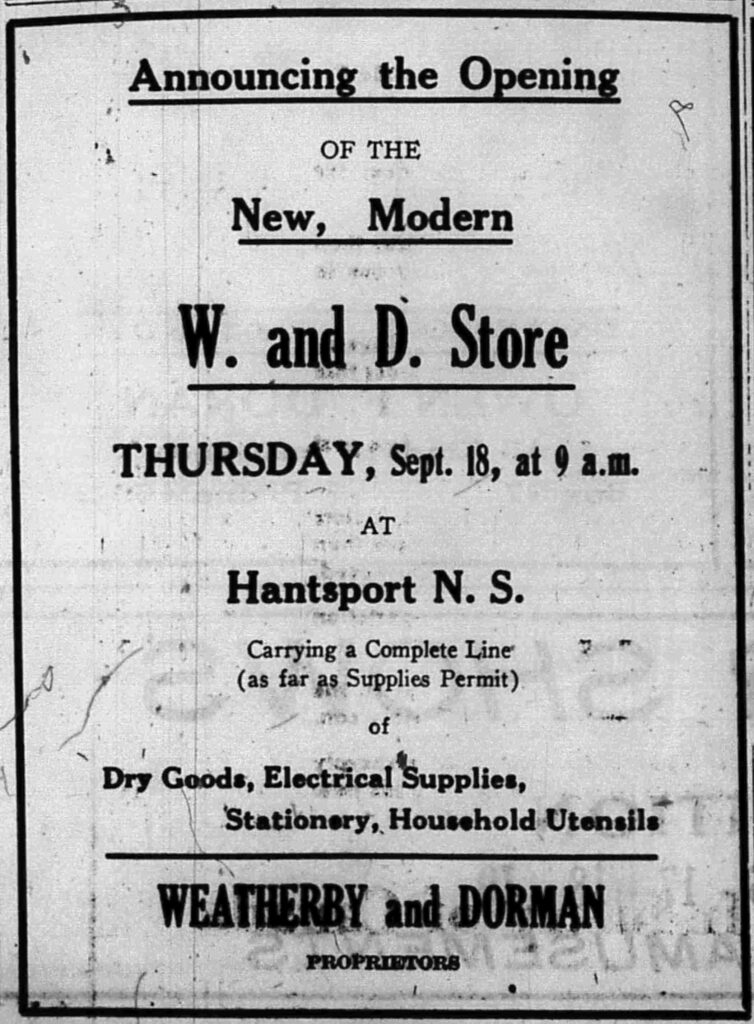 Announcing the Opening
OF THE
New, Modern
W. and D. Store
THURSDAY, Sept. 18, at 9 a.m.
AT
Hantsport N. S.
Carrying a Complete Line
(as far as Supplies Permit)
of
Dry Goods, Electrical Supplies,
Stationery, Household Utensils
WEATHERBY and DORMAN
PROPRIETORS